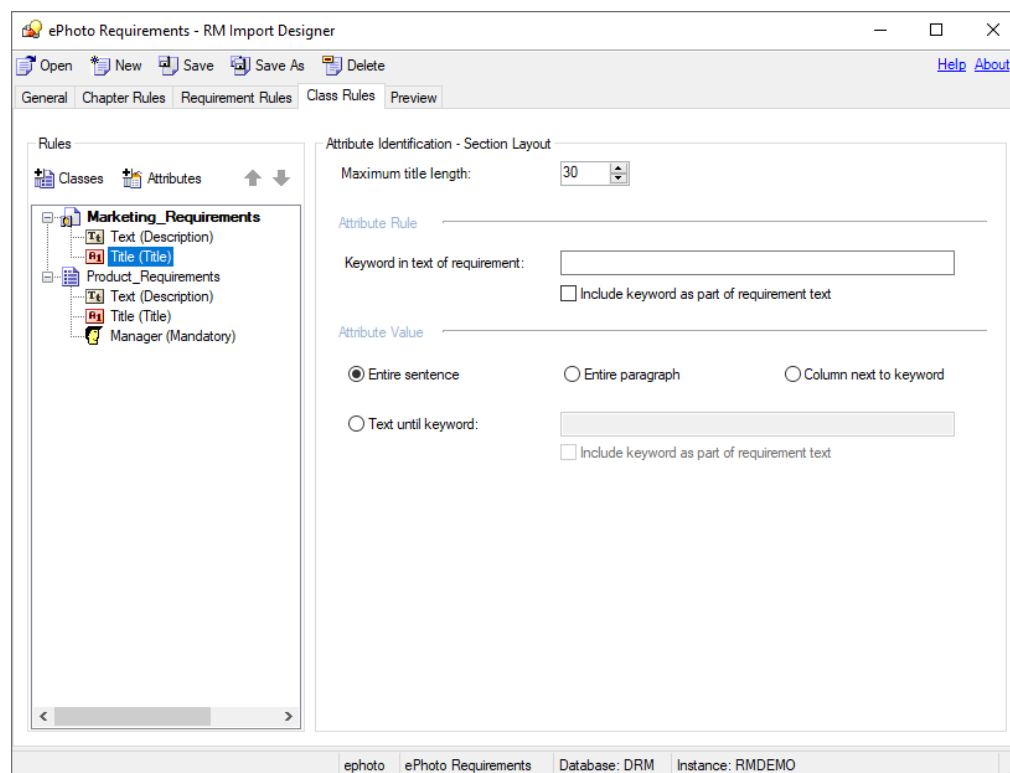 ePhoto Requirements - RM Import Designer
Open New Save Save As Delete Help About
General Chapter Rules Requirement Rules Class Rules Preview
Rules
Classes Attributes
Marketing_Requirements
Text (Description)
Title (Title)
Product_Requirements
Text (Description)
Title (Title)
Manager (Mandatory)
Attribute Identification - Section Layout
Maximum title length: 30
Attribute Rule
Keyword in text of requirement:
Include keyword as part of requirement text
Attribute Value
Entire sentence Entire paragraph Column next to keyword
Text until keyword:
Include keyword as part of requirement text
ephoto ePhoto Requirements Database: DRM Instance: RMDEMO